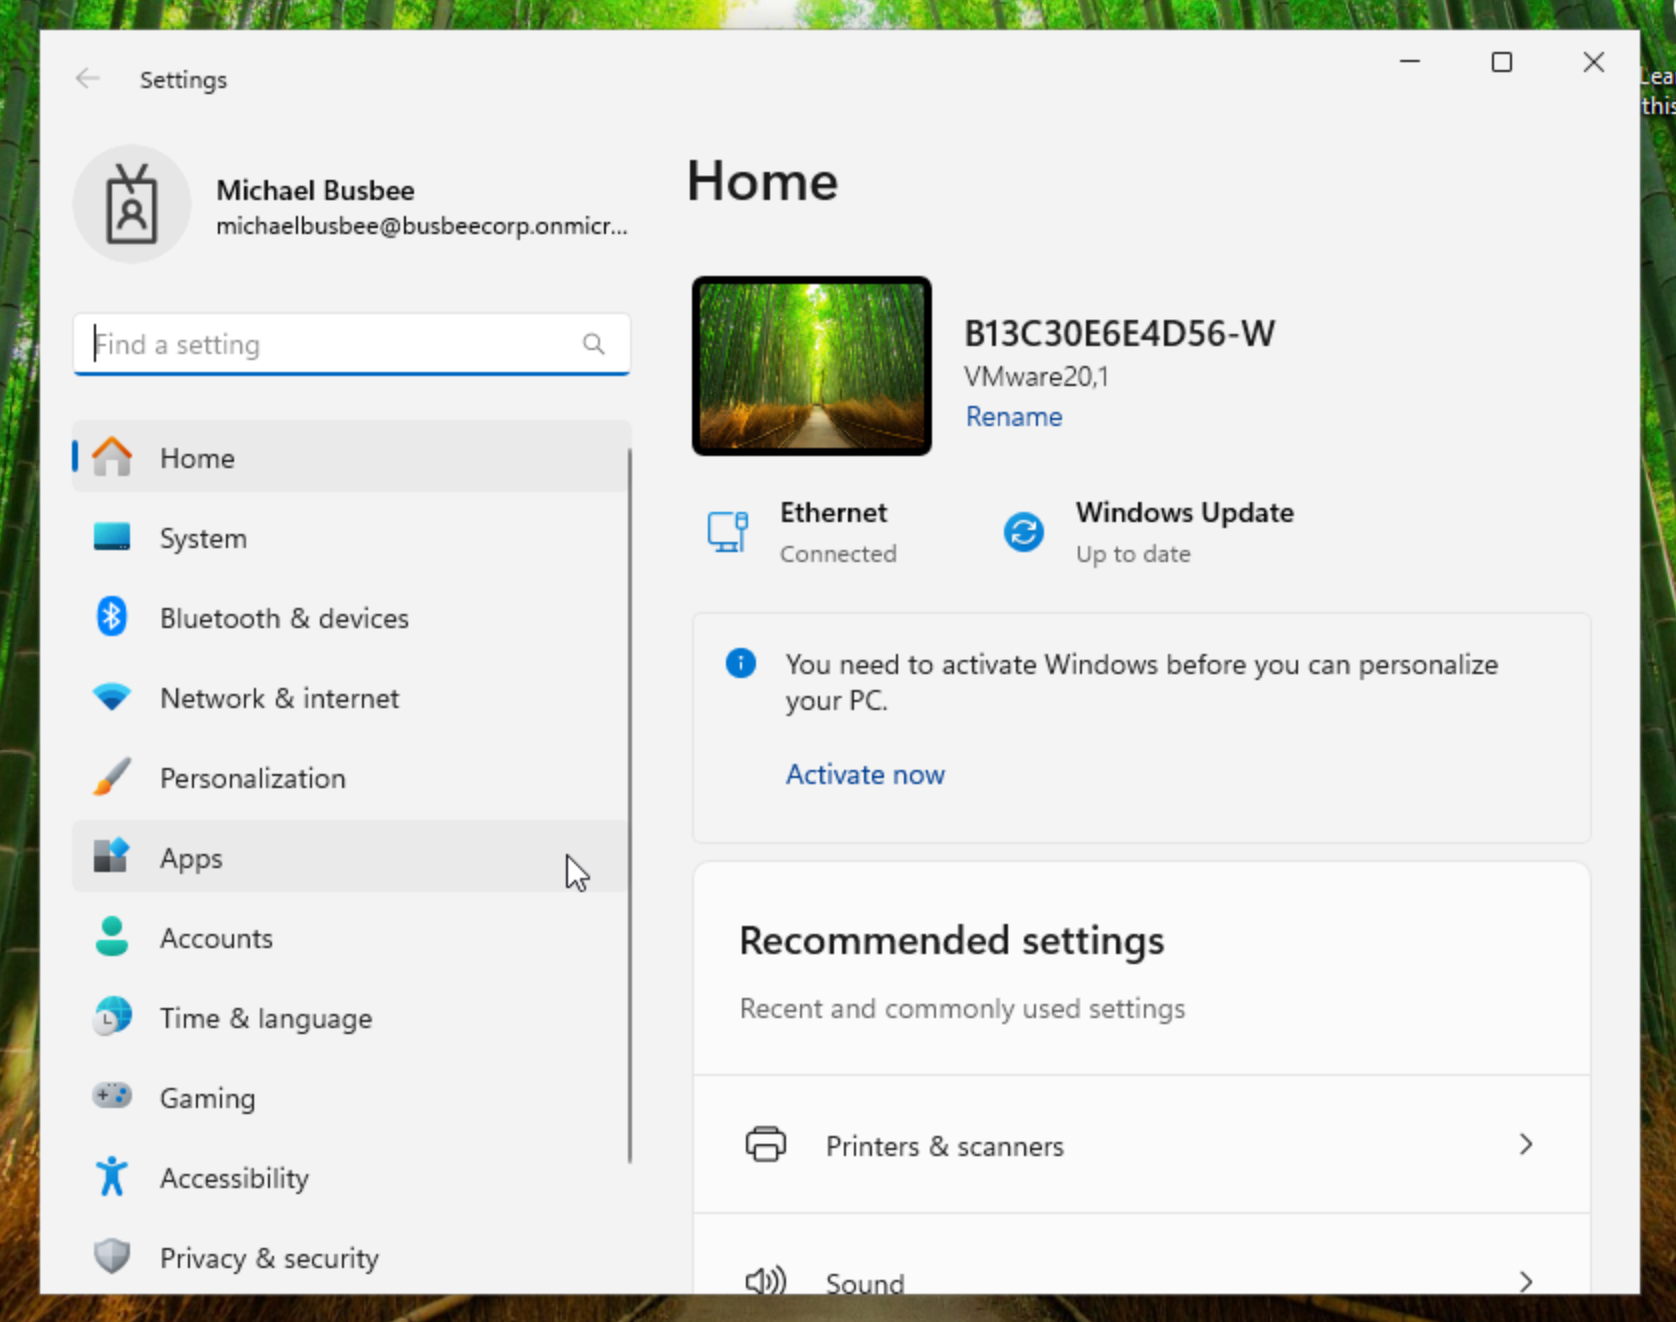 Settings
Lea
this
Michael Busbee
michaelbusbee@busbeecorp.onmicr...
Find a setting
Home
System
Bluetooth & devices
Network & internet
Personalization
Apps
Accounts
Time & language
Gaming
Accessibility
Privacy & security
Home
B13C30E6E4D56-W
VMware20,1
Rename
Ethernet
Connected
Windows Update
Up to date
You need to activate Windows before you can personalize
your PC.
Activate now
Recommended settings
Recent and commonly used settings
Printers & scanners
Sound